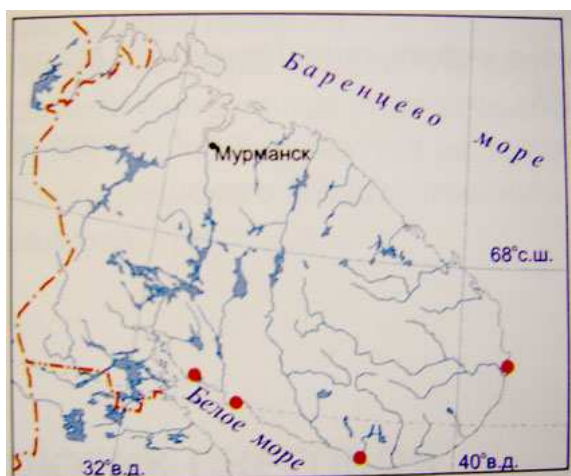 Баренцево море
Мурманск
68°с.ш.
Белое море
32°в.д.
40°в.д.